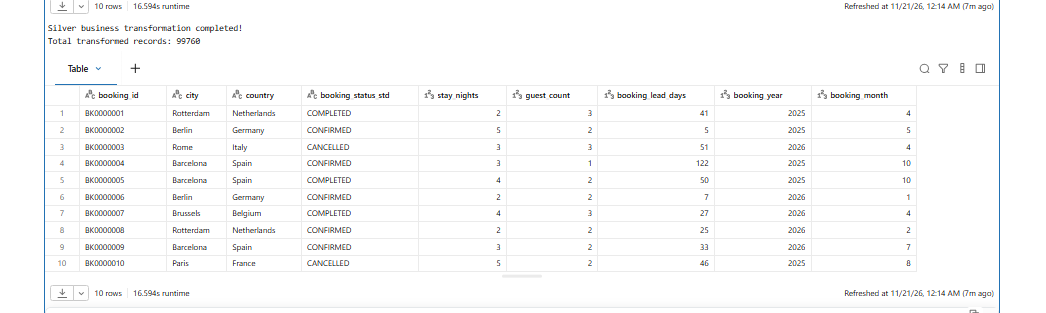 10 rows 16.594s runtime Refreshed at 11/21/26, 12:14 AM (7m ago)
Silver business transformation completed!
Total transformed records: 99760
Table +
booking_id city country booking_status_std stay_nights guest_count booking_lead_days booking_year booking_month
1 BK0000001 Rotterdam Netherlands COMPLETED 2 3 41 2025 4
2 BK0000002 Berlin Germany CONFIRMED 5 2 5 2025 5
3 BK0000003 Rome Italy CANCELLED 3 3 51 2026 4
4 BK0000004 Barcelona Spain CONFIRMED 3 1 122 2025 10
5 BK0000005 Barcelona Spain COMPLETED 4 2 50 2025 10
6 BK0000006 Berlin Germany CONFIRMED 2 2 7 2026 1
7 BK0000007 Brussels Belgium COMPLETED 4 3 27 2026 4
8 BK0000008 Rotterdam Netherlands CONFIRMED 2 2 25 2026 2
9 BK0000009 Barcelona Spain CONFIRMED 3 2 33 2026 7
10 BK0000010 Paris France CANCELLED 5 2 46 2025 8
10 rows 16.594s runtime Refreshed at 11/21/26, 12:14 AM (7m ago)